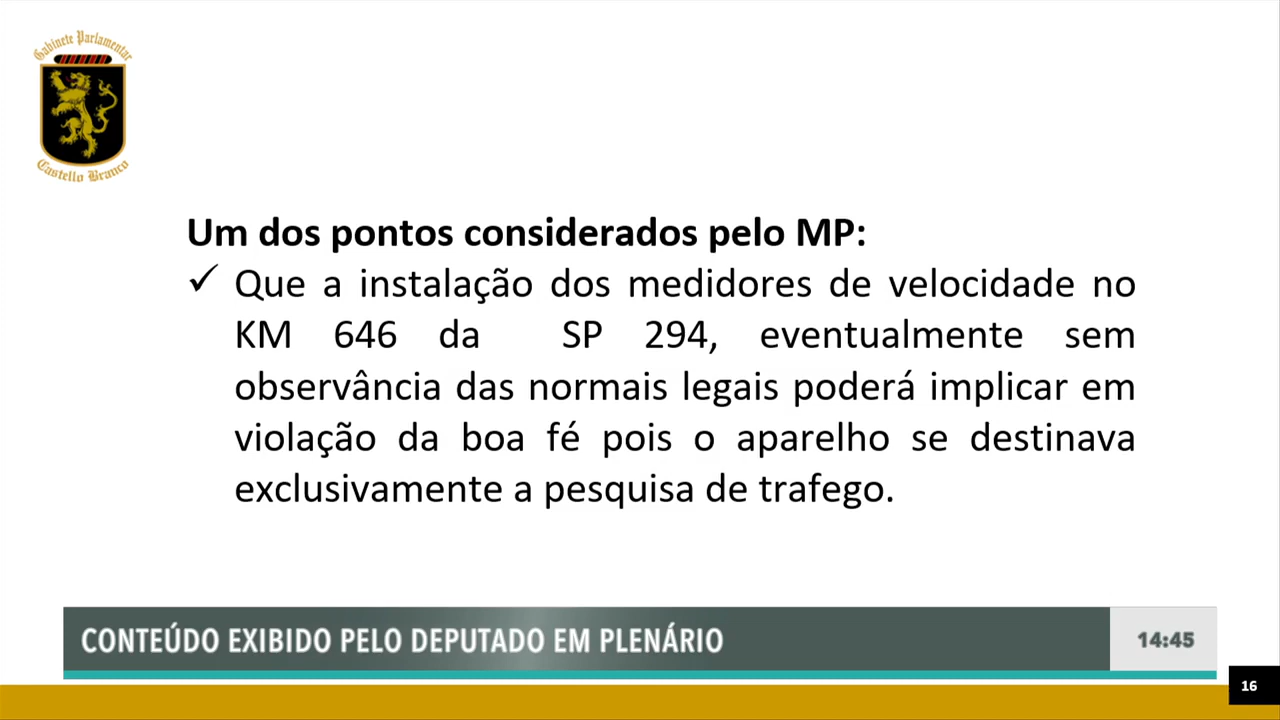 Gabinete Parlamentar
Castello Branco
Um dos pontos considerados pelo MP:
✓ Que a instalação dos medidores de velocidade no
KM 646 da SP 294, eventualmente sem
observância das normais legais poderá implicar em
violação da boa fé pois o aparelho se destinava
exclusivamente a pesquisa de trafego.
CONTEÚDO EXIBIDO PELO DEPUTADO EM PLENÁRIO
14:45
16